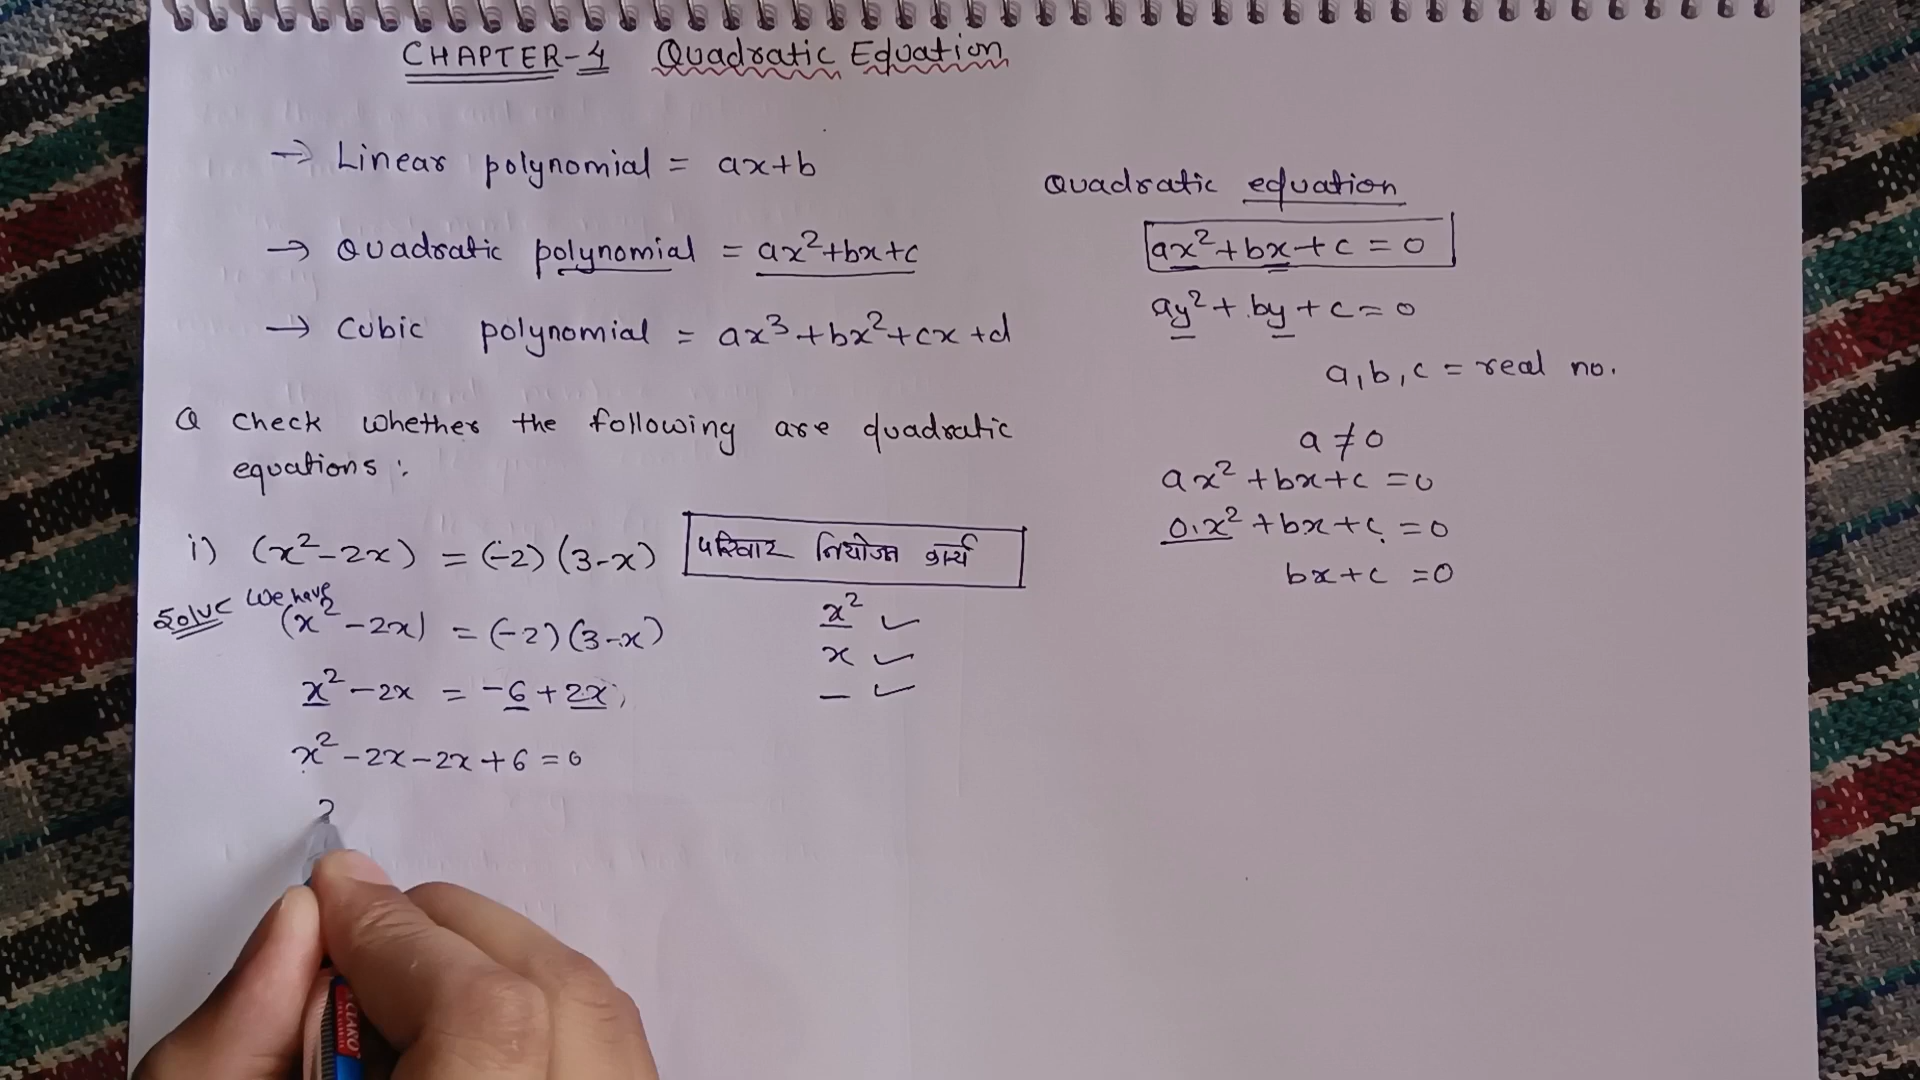 CHAPTER-4 Quadratic Equation
→ Linear polynomial = ax+b
→ Quadratic polynomial = ax²+bx+c
→ Cubic polynomial = ax³+bx²+cx+d
Q Check whether the following are quadratic
equations :
i) (x²-2x) = (-2)(3-x)
परिवार नियोजन कार्य
Solve We have
(x²-2x) = (-2)(3-x)
x²-2x = -6+2x
x²-2x-2x+6=0
x² ✓
x ✓
— ✓
Quadratic equation
ax²+bx+c=0
ay²+by+c=0
a,b,c = real no.
a≠0
ax²+bx+c=0
0.x²+bx+c=0
bx+c=0
CLARO